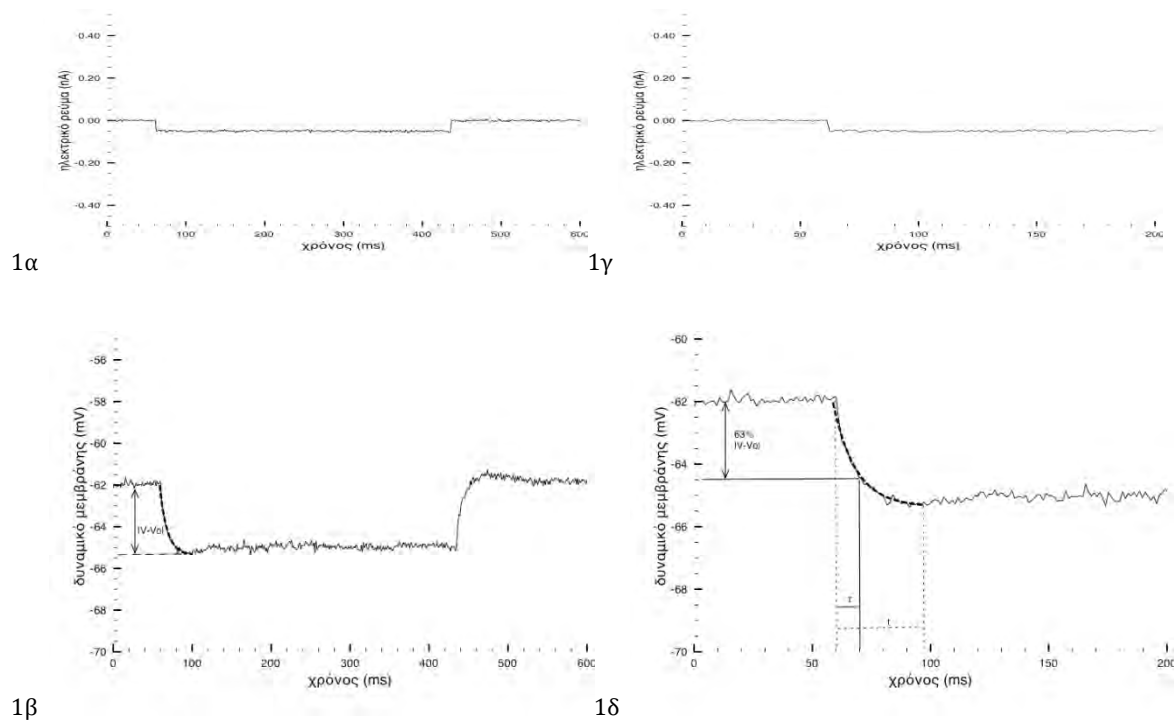 ηλεκτρικό ρεύμα (nA)
0.40
0.20
0.00
-0.20
-0.40
0 100 200 300 400 500 600
χρόνος (ms)
1α
ηλεκτρικό ρεύμα (nA)
0.40
0.20
0.00
-0.20
-0.40
0 50 100 150 200
χρόνος (ms)
1γ
δυναμικό μεμβράνης (mV)
-56
-58
-60
-62
-64
-66
-68
-70
|V-Vo|
0 100 200 300 400 500 600
χρόνος (ms)
1β
δυναμικό μεμβράνης (mV)
-60
-62
-64
-66
-68
-70
63%
|V-Vo|
τ
t
0 50 100 150 200
χρόνος (ms)
1δ